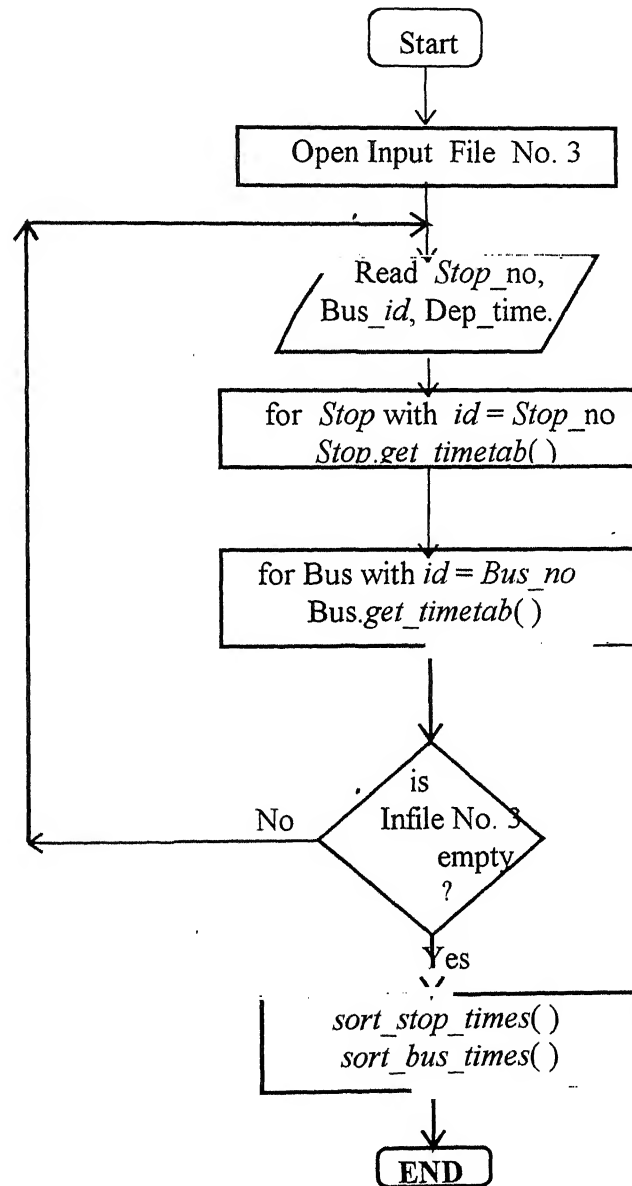 Start
Open Input File No. 3
Read Stop_no,
Bus_id, Dep_time.
for Stop with id = Stop_no
Stop.get_timetab( )
for Bus with id = Bus_no
Bus.get_timetab( )
is
Infile No. 3
empty
?
No
Yes
sort_stop_times( )
sort_bus_times( )
END